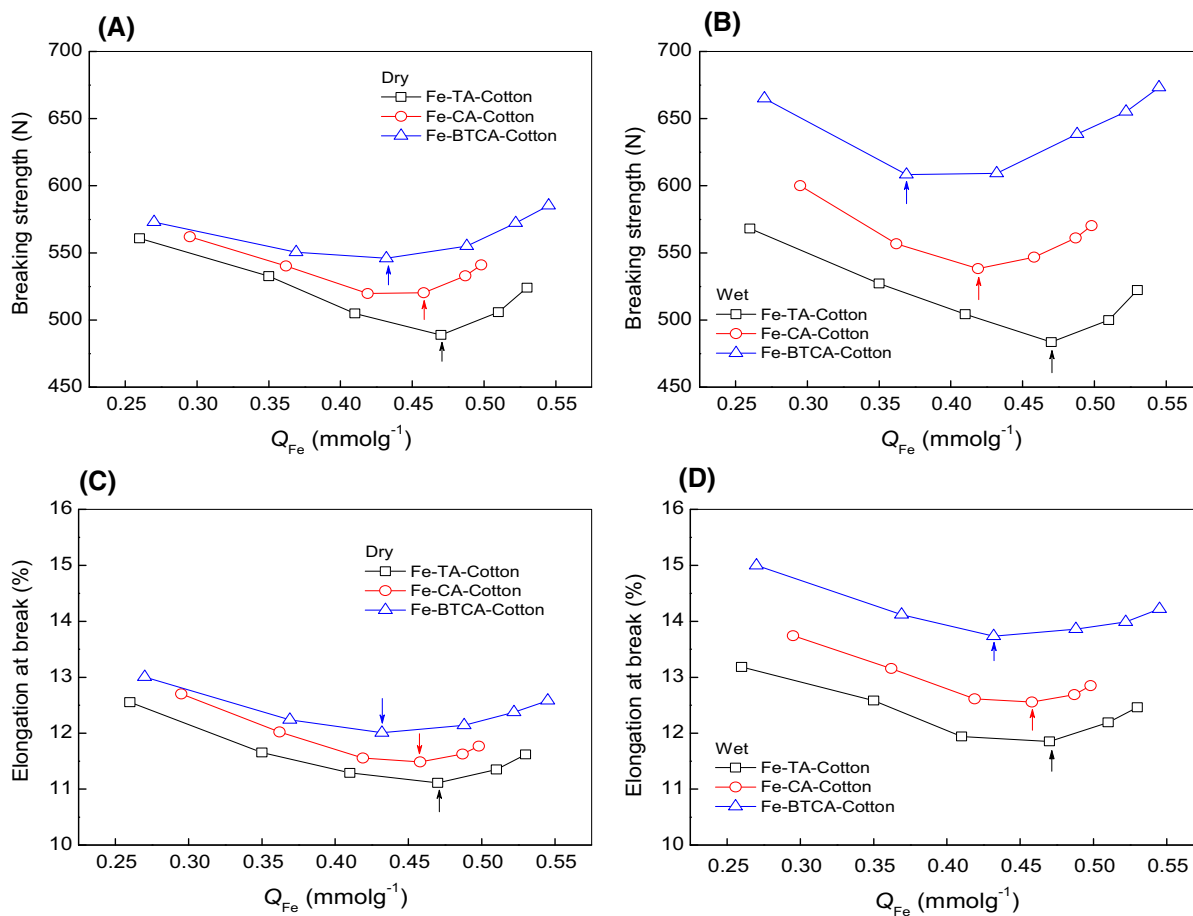 (A)
700
650
600
550
500
450
Breaking strength (N)
Dry
Fe-TA-Cotton
Fe-CA-Cotton
Fe-BTCA-Cotton
0.25 0.30 0.35 0.40 0.45 0.50 0.55
Q_Fe (mmolg⁻¹)
(B)
700
650
600
550
500
450
Breaking strength (N)
Wet
Fe-TA-Cotton
Fe-CA-Cotton
Fe-BTCA-Cotton
0.25 0.30 0.35 0.40 0.45 0.50 0.55
Q_Fe (mmolg⁻¹)
(C)
16
15
14
13
12
11
10
Elongation at break (%)
Dry
Fe-TA-Cotton
Fe-CA-Cotton
Fe-BTCA-Cotton
0.25 0.30 0.35 0.40 0.45 0.50 0.55
Q_Fe (mmolg⁻¹)
(D)
16
15
14
13
12
11
10
Elongation at break (%)
Wet
Fe-TA-Cotton
Fe-CA-Cotton
Fe-BTCA-Cotton
0.25 0.30 0.35 0.40 0.45 0.50 0.55
Q_Fe (mmolg⁻¹)